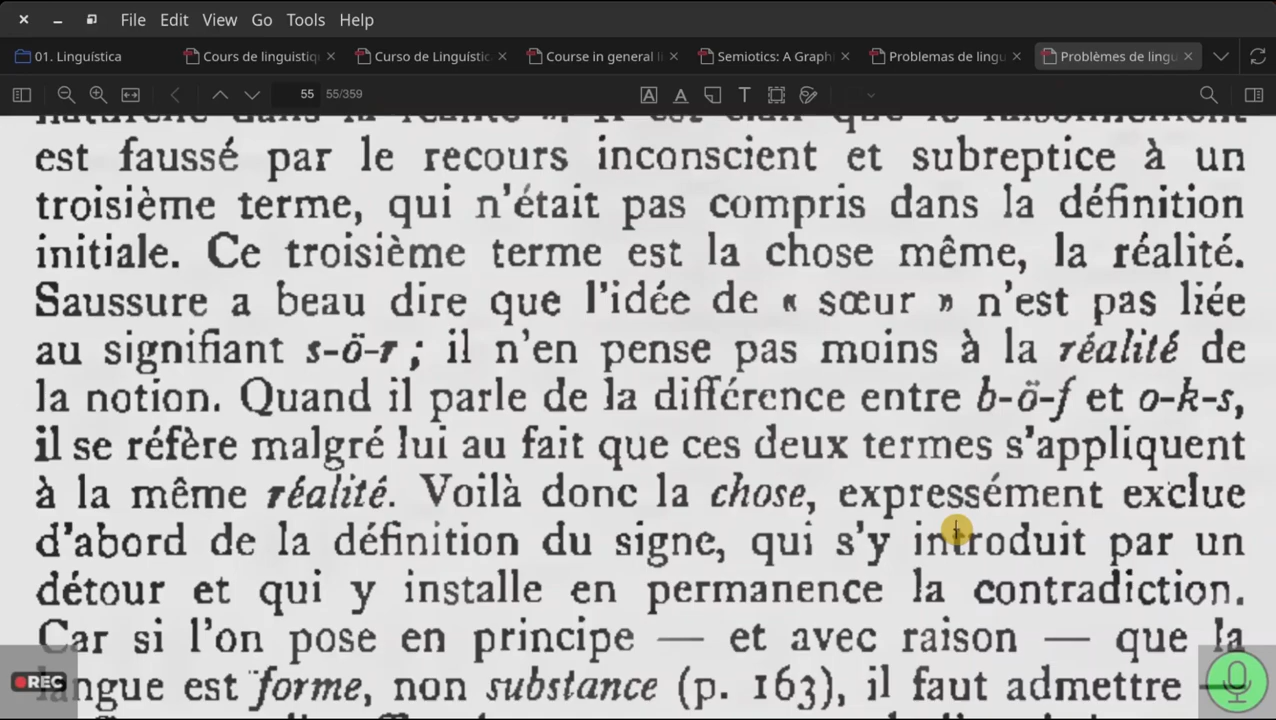 File Edit View Go Tools Help
01. Linguística Cours de linguistiq Curso de Linguístic Course in general li Semiotics: A Graphi Problemas de lingu Problèmes de lingu
55 55/359
est faussé par le recours inconscient et subreptice à un
troisième terme, qui n'était pas compris dans la définition
initiale. Ce troisième terme est la chose même, la réalité.
Saussure a beau dire que l'idée de « sœur » n'est pas liée
au signifiant s-ö-r ; il n'en pense pas moins à la réalité de
la notion. Quand il parle de la différence entre b-ö-f et o-k-s,
il se réfère malgré lui au fait que ces deux termes s'appliquent
à la même réalité. Voilà donc la chose, expressément exclue
d'abord de la définition du signe, qui s'y introduit par un
détour et qui y installe en permanence la contradiction.
Car si l'on pose en principe — et avec raison — que la
langue est forme, non substance (p. 163), il faut admettre —
REC